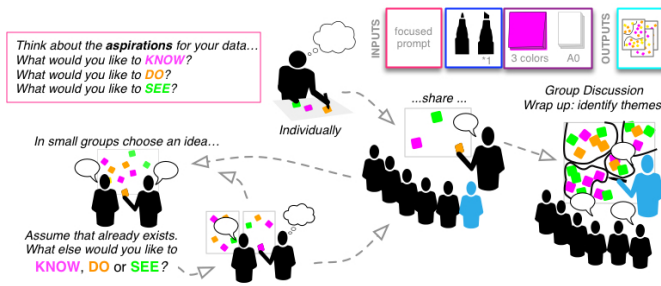 Think about the aspirations for your data…
What would you like to KNOW?
What would you like to DO?
What would you like to SEE?
INPUTS
focused
prompt
*1
3 colors
A0
OUTPUTS
Individually
...share ...
Group Discussion
Wrap up: identify themes
In small groups choose an idea…
Assume that already exists.
What else would you like to
KNOW, DO or SEE?